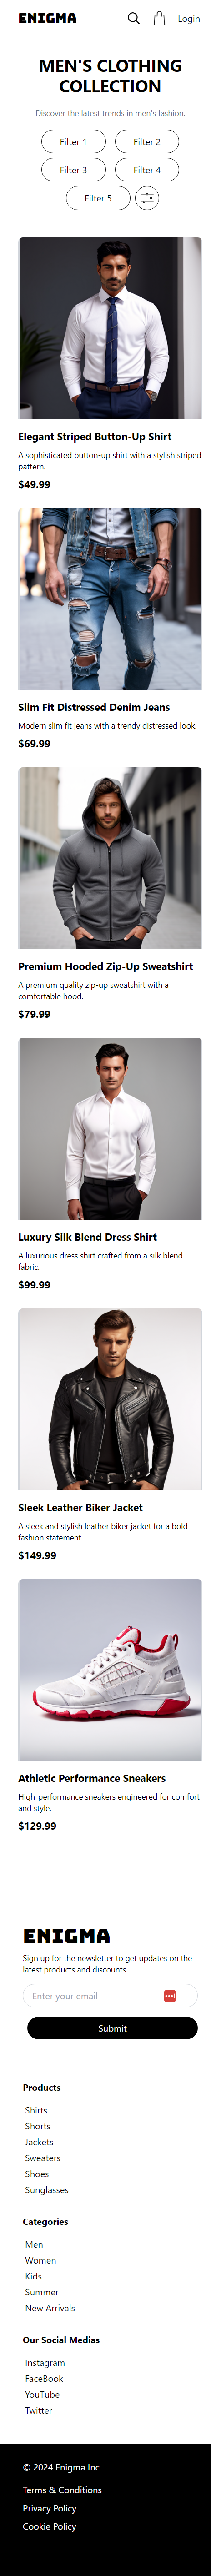 ENIGMA
Login
MEN'S CLOTHING
COLLECTION
Discover the latest trends in men's fashion.
Filter 1
Filter 2
Filter 3
Filter 4
Filter 5
Elegant Striped Button-Up Shirt
A sophisticated button-up shirt with a stylish striped
pattern.
$49.99
Slim Fit Distressed Denim Jeans
Modern slim fit jeans with a trendy distressed look.
$69.99
Premium Hooded Zip-Up Sweatshirt
A premium quality zip-up sweatshirt with a
comfortable hood.
$79.99
Luxury Silk Blend Dress Shirt
A luxurious dress shirt crafted from a silk blend
fabric.
$99.99
Sleek Leather Biker Jacket
A sleek and stylish leather biker jacket for a bold
fashion statement.
$149.99
Athletic Performance Sneakers
High-performance sneakers engineered for comfort
and style.
$129.99
ENIGMA
Sign up for the newsletter to get updates on the
latest products and discounts.
Enter your email
Submit
Products
Shirts
Shorts
Jackets
Sweaters
Shoes
Sunglasses
Categories
Men
Women
Kids
Summer
New Arrivals
Our Social Medias
Instagram
FaceBook
YouTube
Twitter
© 2024 Enigma Inc.
Terms & Conditions
Privacy Policy
Cookie Policy